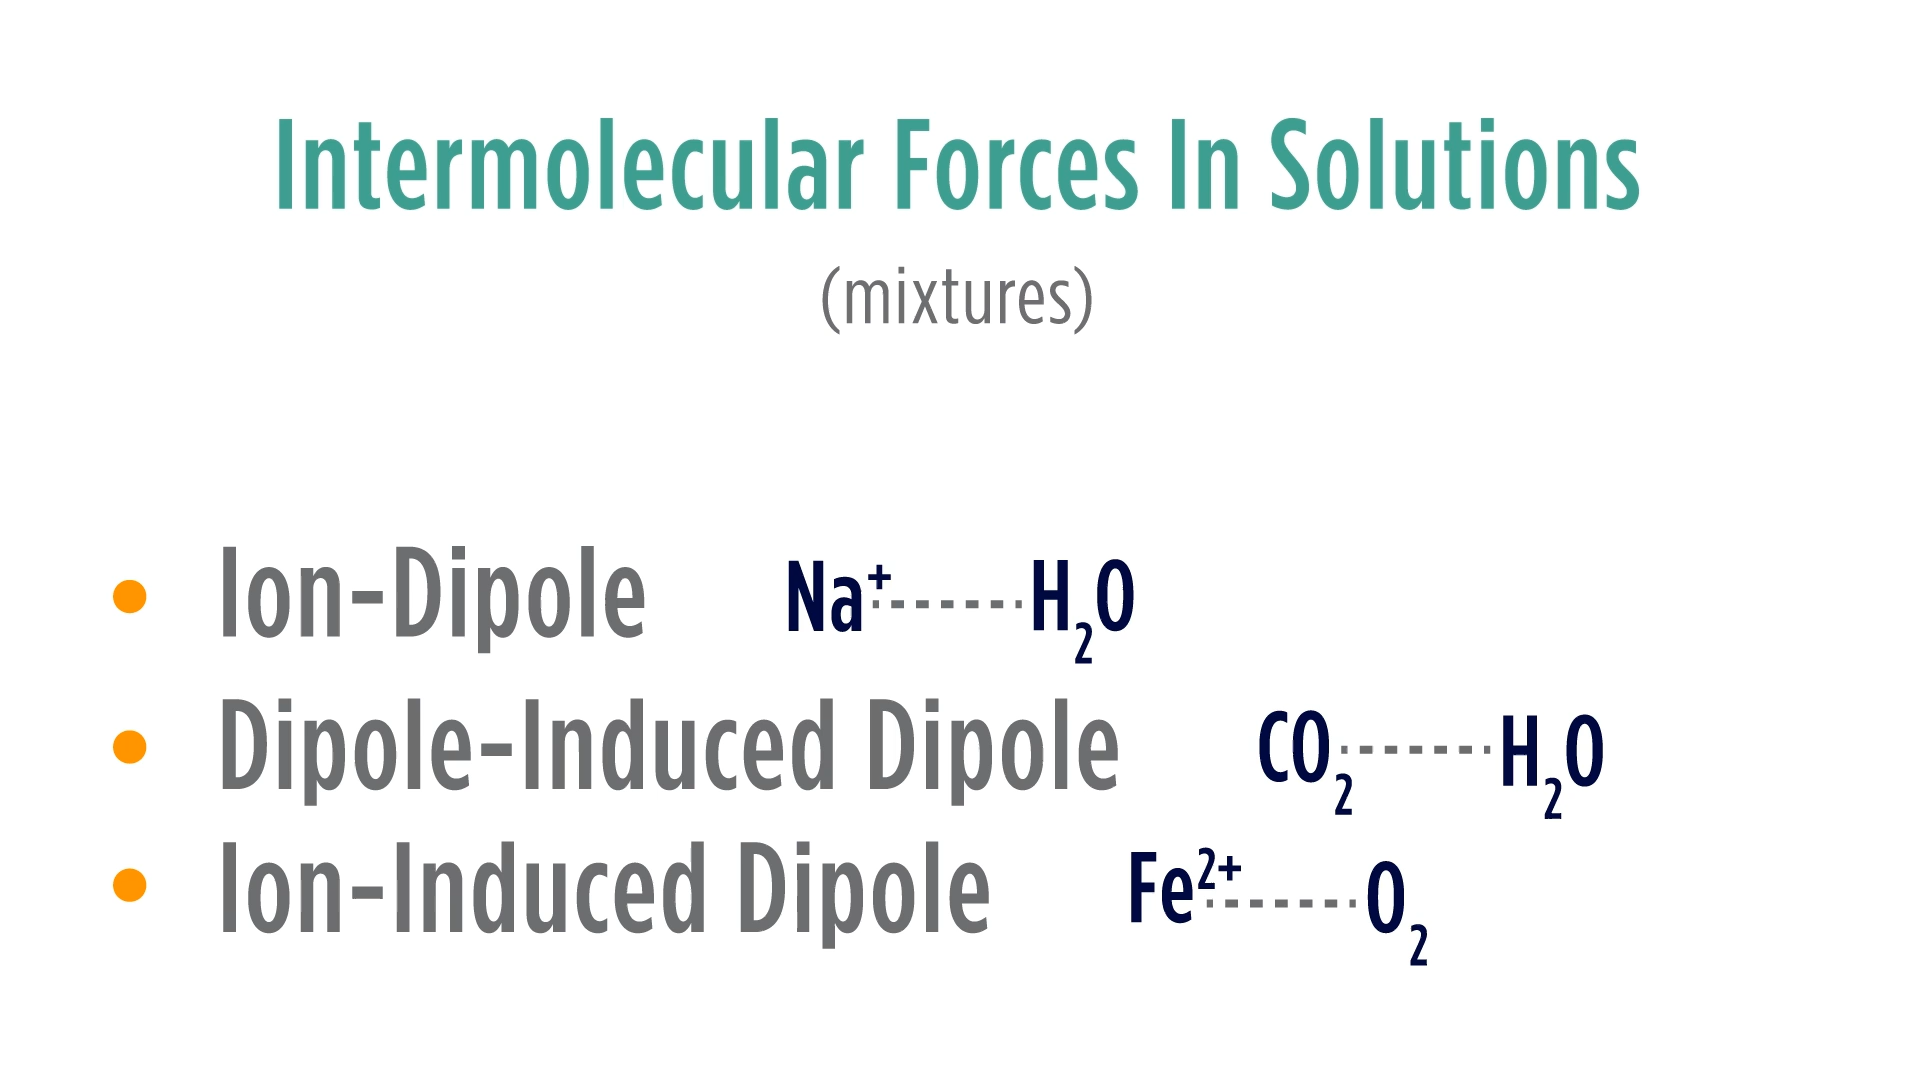 Intermolecular Forces In Solutions
(mixtures)
• Ion-Dipole Na⁺------H₂O
• Dipole-Induced Dipole CO₂------H₂O
• Ion-Induced Dipole Fe²⁺------O₂